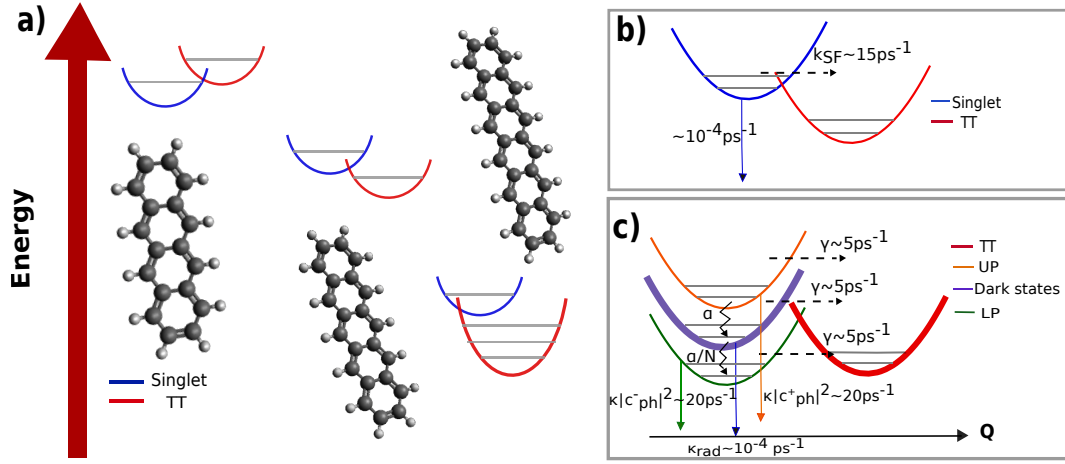 a)
Energy
Singlet
TT
b)
kSF~15ps-1
~10-4ps-1
Singlet
TT
c)
γ~5ps-1
γ~5ps-1
γ~5ps-1
α
α/N
κ|c-ph|2~20ps-1
κ|c+ph|2~20ps-1
κrad~10-4 ps-1
Q
TT
UP
Dark states
LP